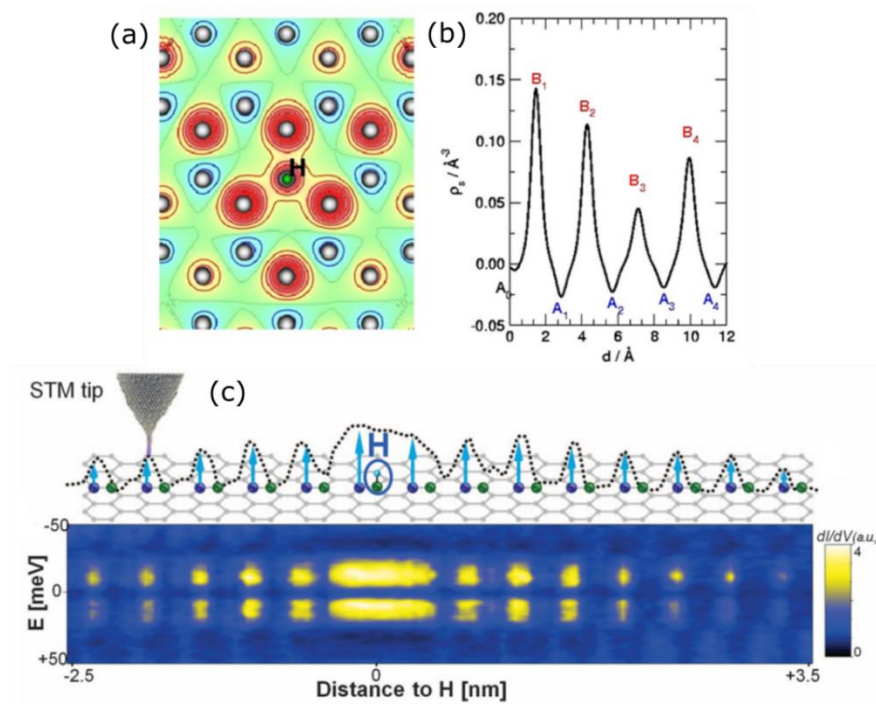 (a)
H
(b)
ρs / Å-3
0.20
0.15
0.10
0.05
0.00
-0.05
B1
B2
B3
B4
A0
A1
A2
A3
A4
0 2 4 6 8 10 12
d / Å
STM tip
(c)
H
-50
0
+50
E [meV]
dI/dV(a.u,
4
0
-2.5 0 +3.5
Distance to H [nm]